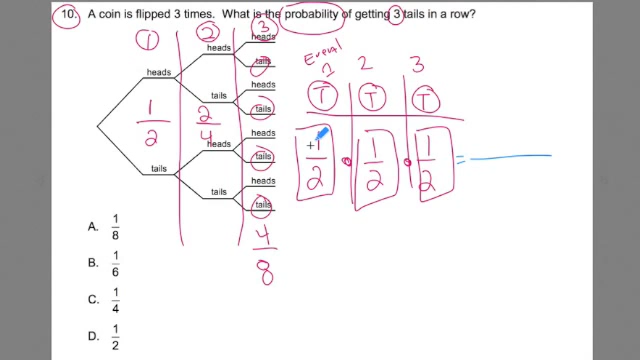 10. A coin is flipped 3 times. What is the probability of getting 3 tails in a row?
1 2 3
heads
heads
tails
heads
tails
heads
tails
tails
heads
heads
tails
tails
heads
tails
1/2
2/4
4/8
Event
1 2 3
T T T
1/2 • 1/2 • 1/2 =
A. 1/8
B. 1/6
C. 1/4
D. 1/2